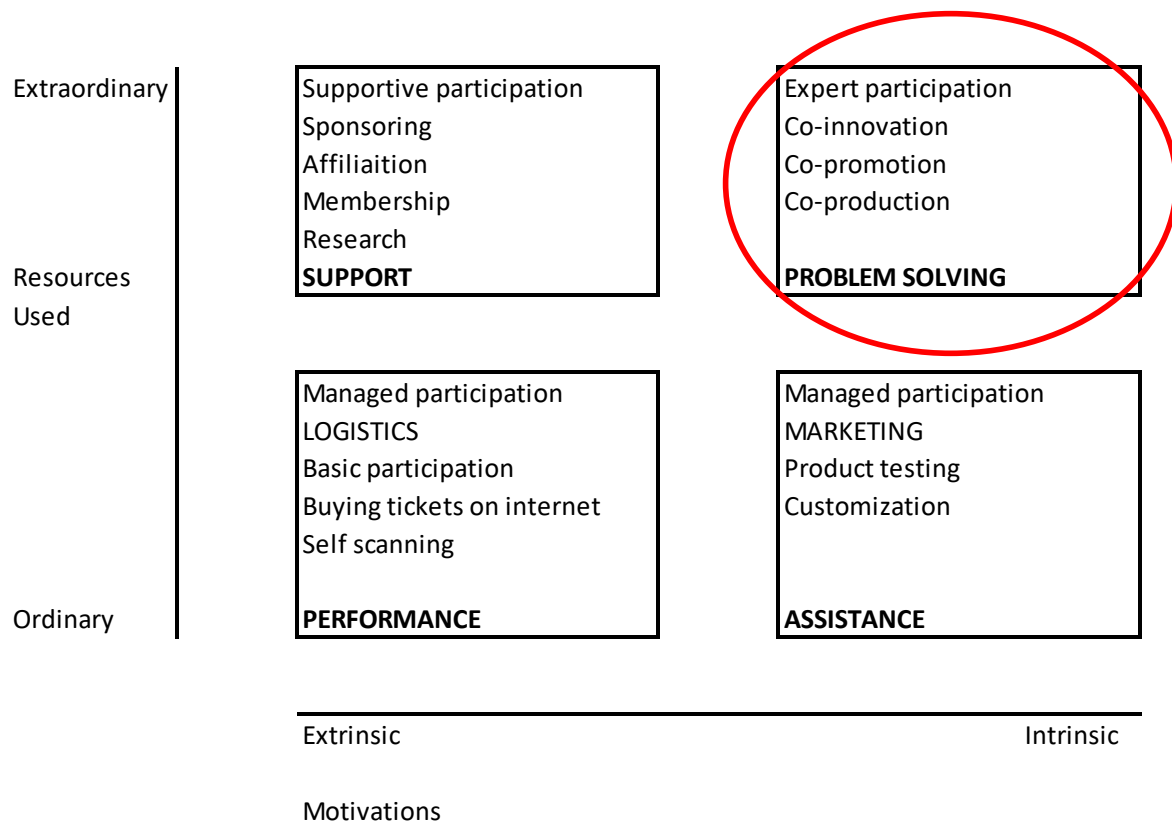 Extraordinary
Supportive participation
Sponsoring
Affiliaition
Membership
Research
SUPPORT
Expert participation
Co-innovation
Co-promotion
Co-production
PROBLEM SOLVING
Resources
Used
Managed participation
LOGISTICS
Basic participation
Buying tickets on internet
Self scanning
PERFORMANCE
Managed participation
MARKETING
Product testing
Customization
ASSISTANCE
Ordinary
Extrinsic
Intrinsic
Motivations